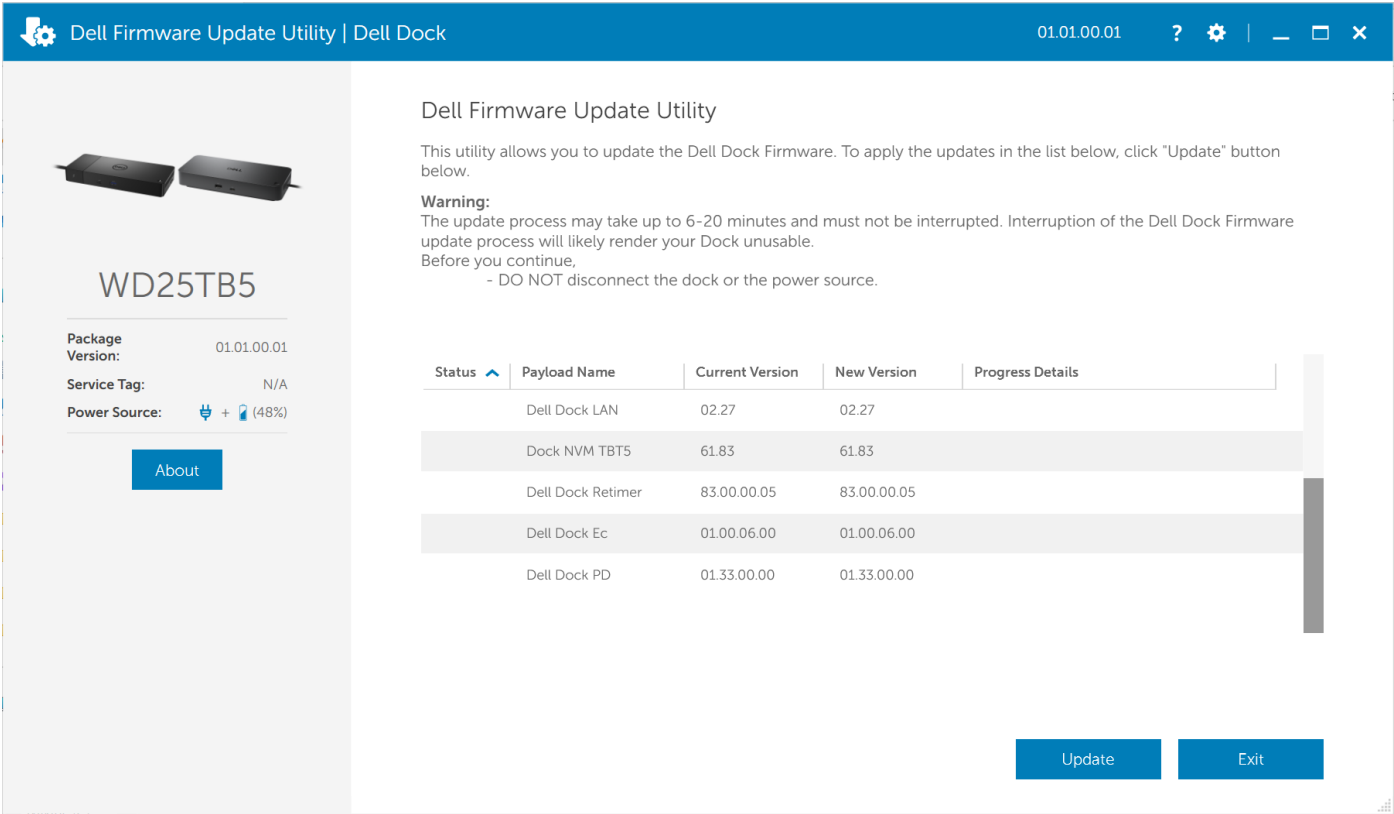 Dell Firmware Update Utility | Dell Dock
01.01.00.01
?
Dell Firmware Update Utility
This utility allows you to update the Dell Dock Firmware. To apply the updates in the list below, click "Update" button
below.
Warning:
The update process may take up to 6-20 minutes and must not be interrupted. Interruption of the Dell Dock Firmware
update process will likely render your Dock unusable.
Before you continue,
- DO NOT disconnect the dock or the power source.
WD25TB5
Package
Version:
01.01.00.01
Service Tag: N/A
Power Source: + (48%)
About
Status Payload Name Current Version New Version Progress Details
Dell Dock LAN 02.27 02.27
Dock NVM TBT5 61.83 61.83
Dell Dock Retimer 83.00.00.05 83.00.00.05
Dell Dock Ec 01.00.06.00 01.00.06.00
Dell Dock PD 01.33.00.00 01.33.00.00
Update Exit